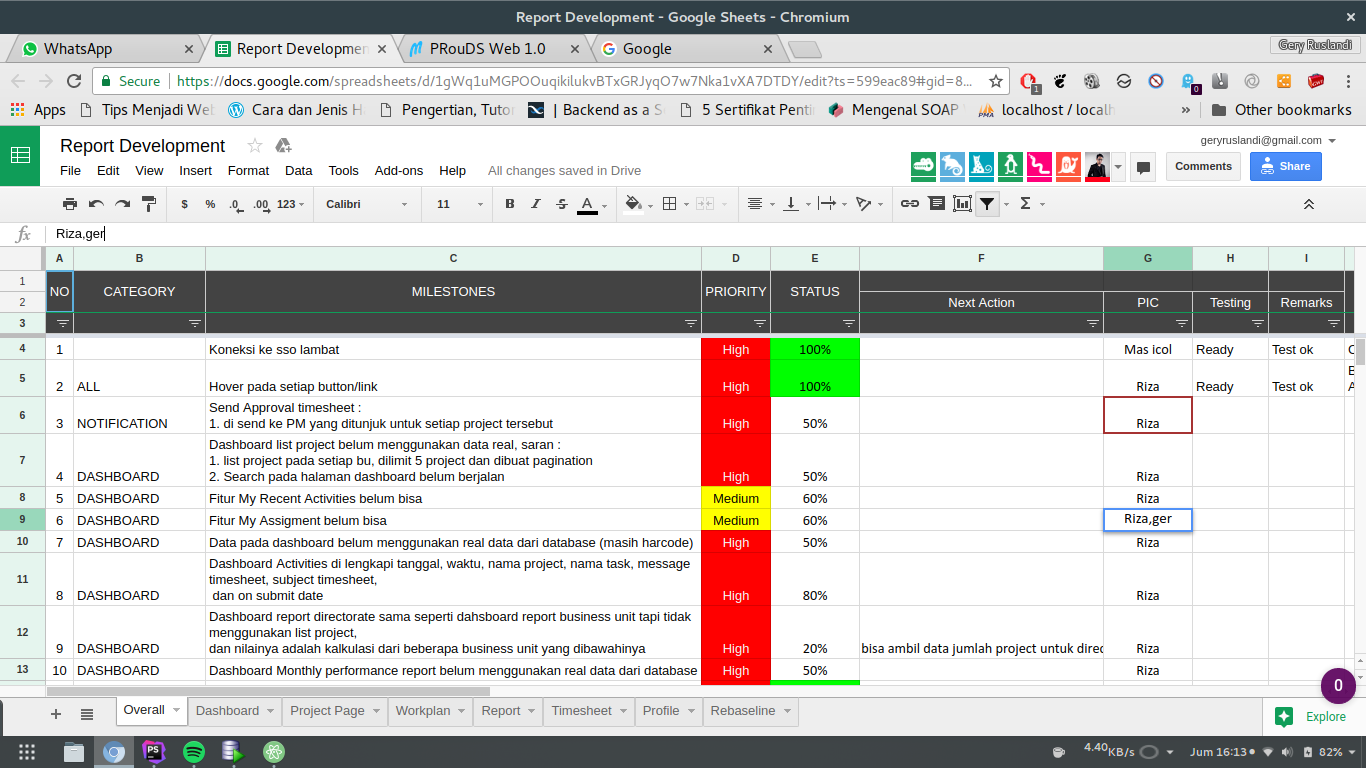 Report Development - Google Sheets - Chromium
WhatsApp
Report Developmen
PRouDS Web 1.0
Google
Gery Ruslandi
Secure
https://docs.google.com/spreadsheets/d/1gWq1uMGPOOuqikilukvBTxGRJyqO7w7Nka1vXA7DTDY/edit?ts=599eac89#gid=8...
1
0
Apps
Tips Menjadi We
Cara dan Jenis H
Pengertian, Tutor
| Backend as a S
5 Sertifikat Penti
Mengenal SOAP
localhost / localh
»
Other bookmarks
Report Development
geryruslandi@gmail.com
File Edit View Insert Format Data Tools Add-ons Help All changes saved in Drive
Comments
Share
$ % .0 .00 123 Calibri 11 B I S A Σ
fx Riza,ger
A B C D E F G H I
1
2
3
NO CATEGORY MILESTONES PRIORITY STATUS
Next Action PIC Testing Remarks
4 1 Koneksi ke sso lambat High 100% Mas icol Ready Test ok
5 2 ALL Hover pada setiap button/link High 100% Riza Ready Test ok
6 Send Approval timesheet :
3 NOTIFICATION 1. di send ke PM yang ditunjuk untuk setiap project tersebut High 50% Riza
Dashboard list project belum menggunakan data real, saran :
7 1. list project pada setiap bu, dilimit 5 project dan dibuat pagination
4 DASHBOARD 2. Search pada halaman dashboard belum berjalan High 50% Riza
8 5 DASHBOARD Fitur My Recent Activities belum bisa Medium 60% Riza
9 6 DASHBOARD Fitur My Assigment belum bisa Medium 60% Riza,ger
10 7 DASHBOARD Data pada dashboard belum menggunakan real data dari database (masih harcode) High 50% Riza
Dashboard Activities di lengkapi tanggal, waktu, nama project, nama task, message
11 timesheet, subject timesheet,
8 DASHBOARD dan on submit date High 80% Riza
Dashboard report directorate sama seperti dahsboard report business unit tapi tidak
12 menggunakan list project,
9 DASHBOARD dan nilainya adalah kalkulasi dari beberapa business unit yang dibawahinya High 20% bisa ambil data jumlah project untuk direc Riza
13 10 DASHBOARD Dashboard Monthly performance report belum menggunakan real data dari database High 50% Riza
0
Overall Dashboard Project Page Workplan Report Timesheet Profile Rebaseline
Explore
4.40KB/s
Jum 16:13
82%